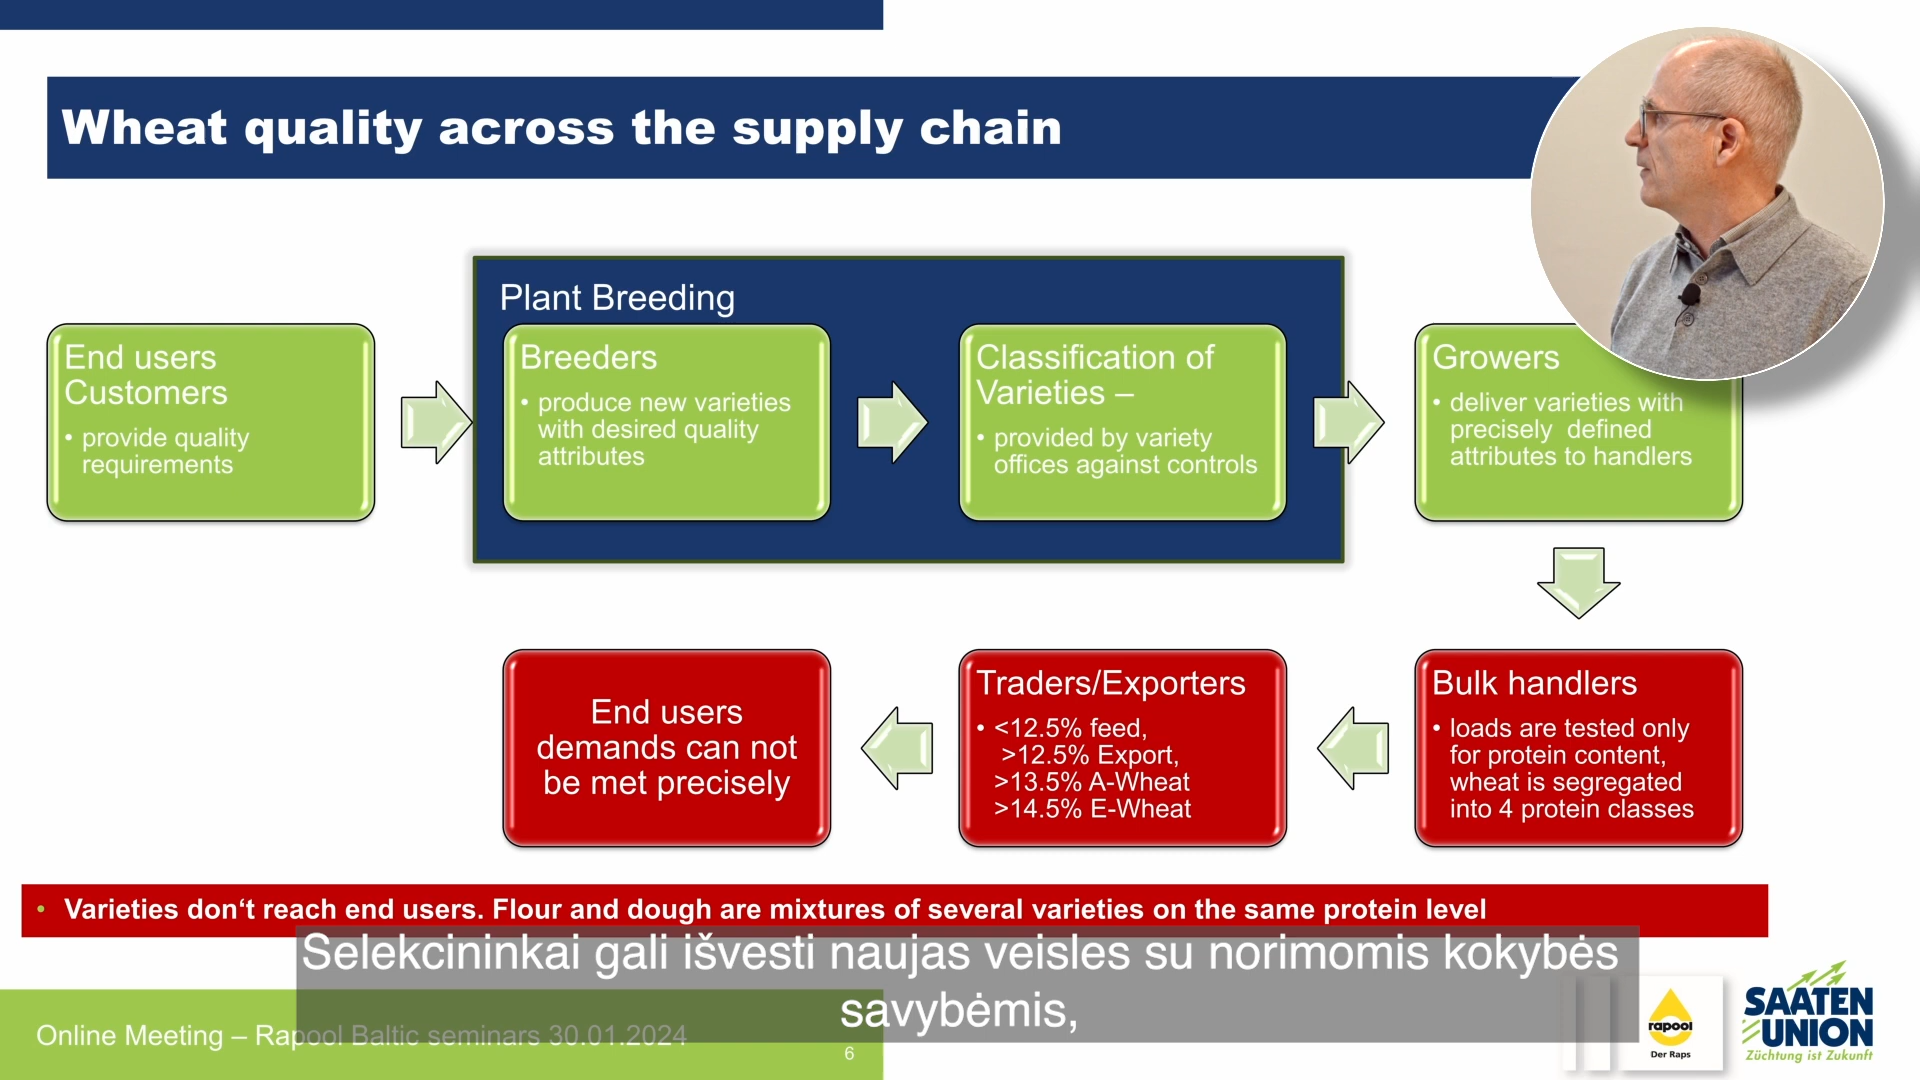 Wheat quality across the supply chain
Plant Breeding
End users
Customers
• provide quality
requirements
Breeders
• produce new varieties
with desired quality
attributes
Classification of
Varieties –
• provided by variety
offices against controls
Growers
• deliver varieties with
precisely defined
attributes to handlers
Bulk handlers
• loads are tested only
for protein content,
wheat is segregated
into 4 protein classes
Traders/Exporters
• <12.5% feed,
>12.5% Export,
>13.5% A-Wheat
>14.5% E-Wheat
End users
demands can not
be met precisely
• Varieties don‘t reach end users. Flour and dough are mixtures of several varieties on the same protein level
Selekcininkai gali išvesti naujas veisles su norimomis kokybės
savybėmis,
Online Meeting – Rapool Baltic seminars 30.01.2024
6
rapool
Der Raps
SAATEN
UNION
Züchtung ist Zukunft